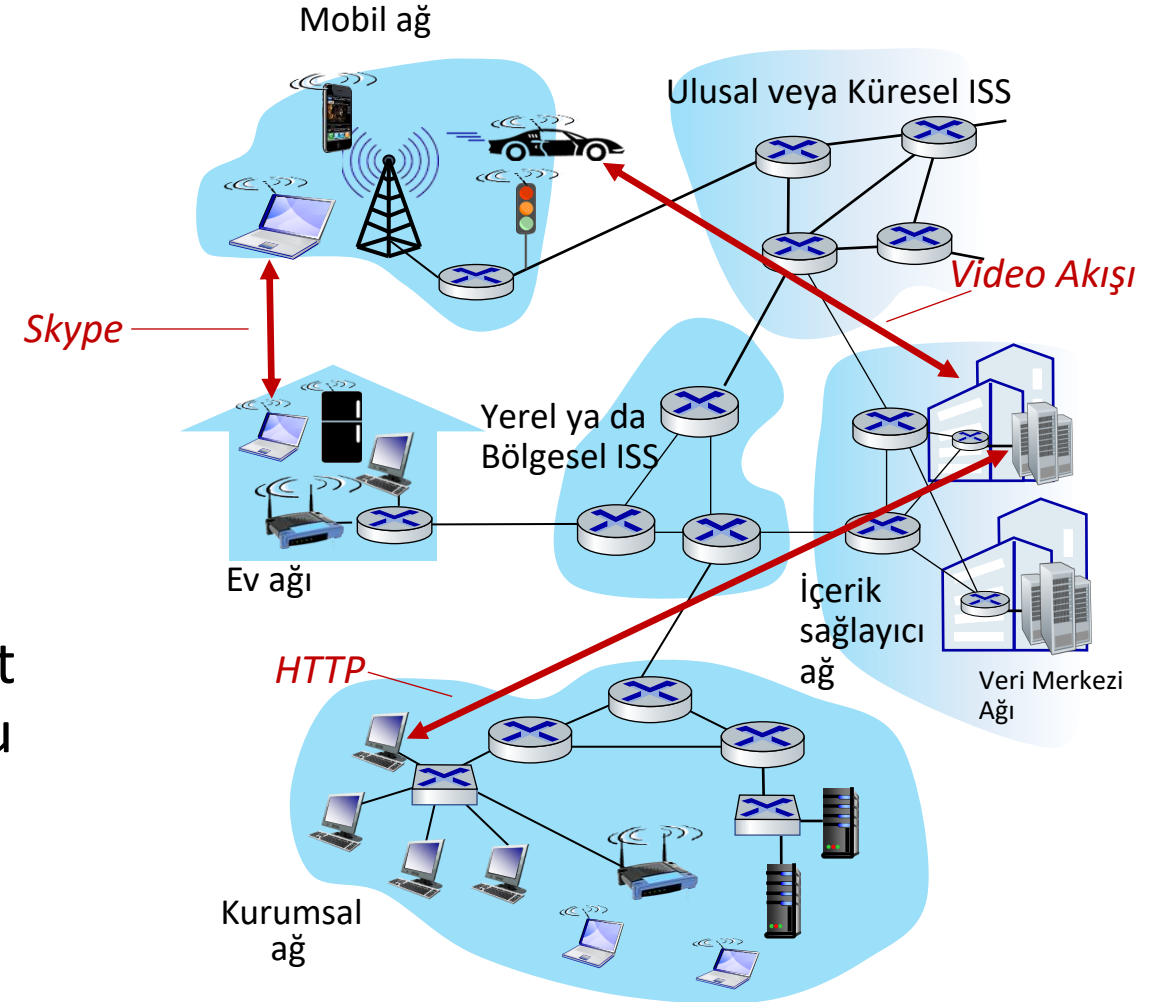 Mobil ağ
Ulusal veya Küresel ISS
Video Akışı
Skype
Yerel ya da
Bölgesel ISS
Ev ağı
İçerik
sağlayıcı
ağ
t
u
HTTP
Veri Merkezi
Ağı
Kurumsal
ağ